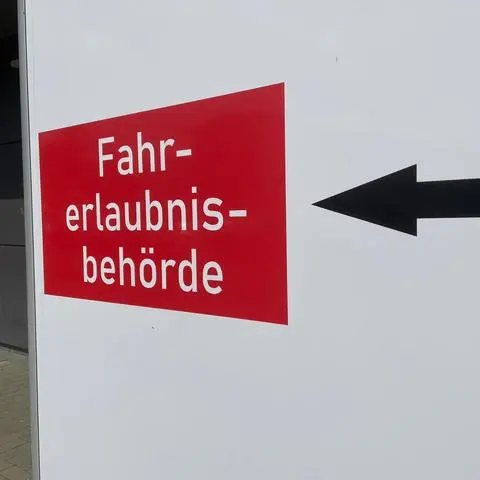 Fahr-
erlaubnis-
behörde